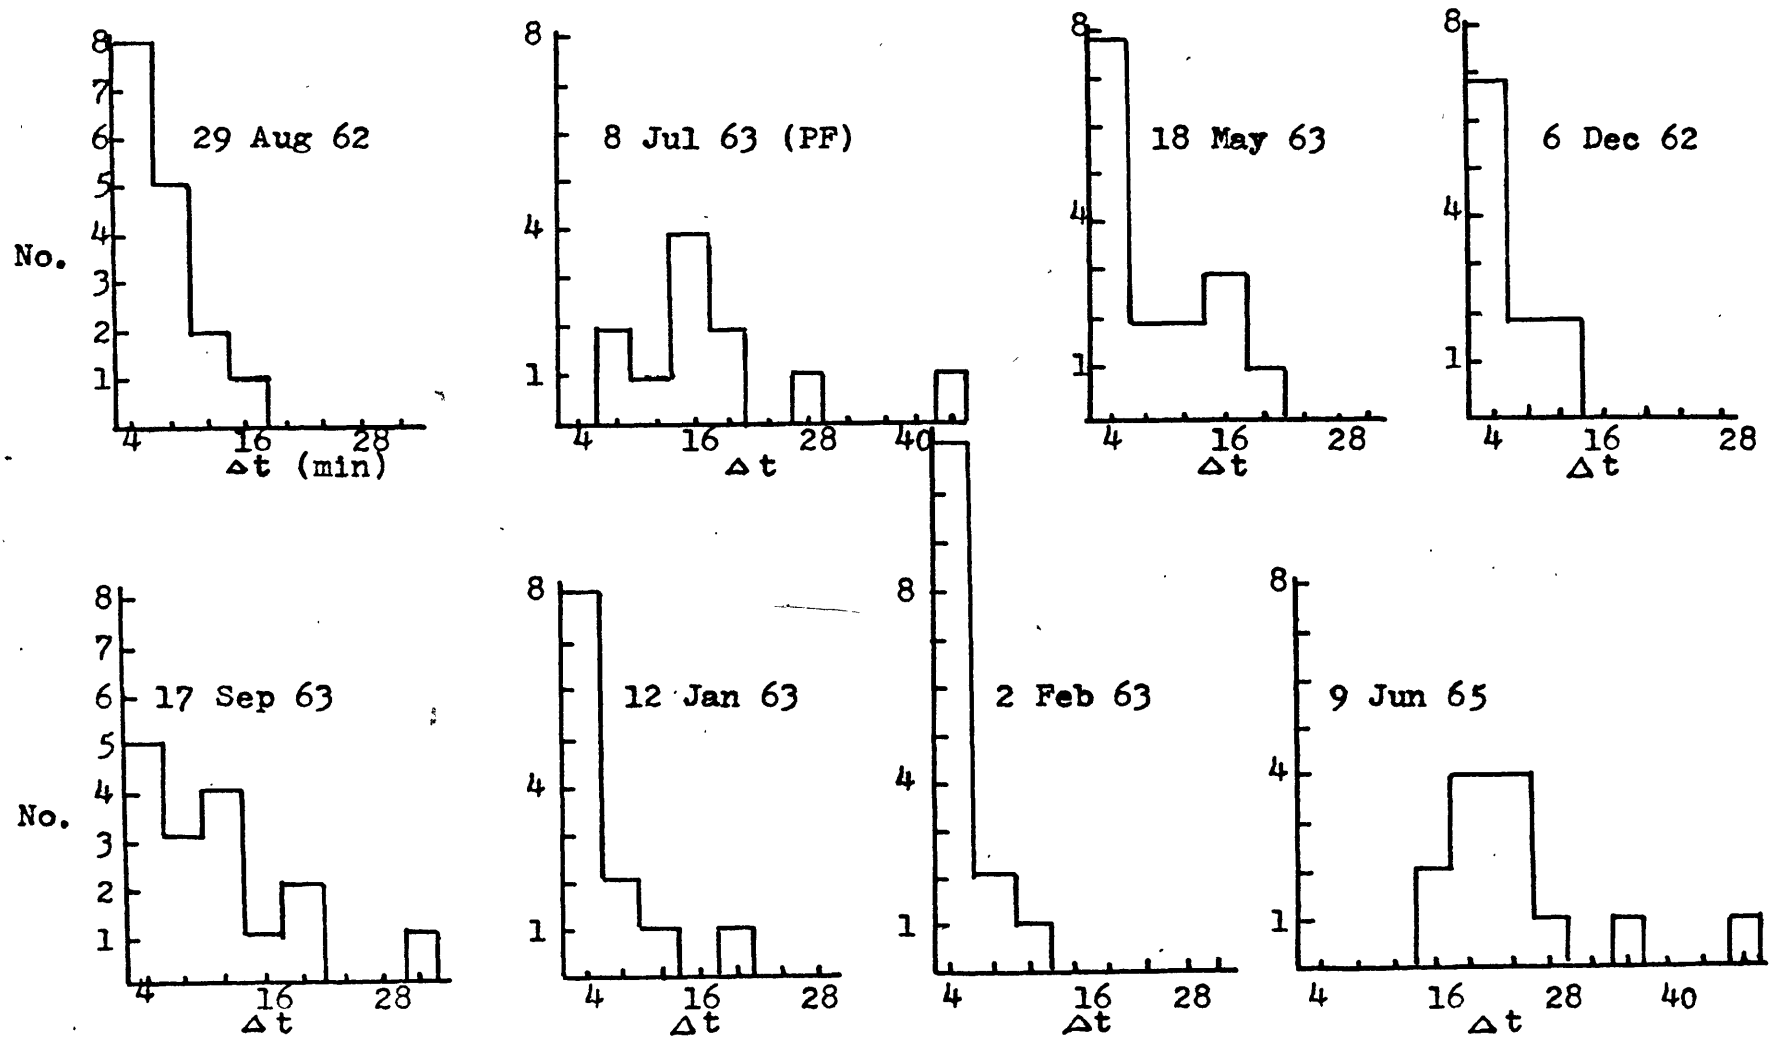 8
7
6
5
4
3
2
1
No.
29 Aug 62
4 16 28
Δt (min)
8
4
1
8 Jul 63 (PF)
4 16 28 40
Δt
8
4
1
18 May 63
4 16 28
Δt
8
4
1
6 Dec 62
4 16 28
Δt
8
7
6
5
4
3
2
1
No.
17 Sep 63
4 16 28
Δt
8
4
1
12 Jan 63
4 16 28
Δt
8
4
1
2 Feb 63
4 16 28
Δt
8
4
1
9 Jun 65
4 16 28 40
Δt